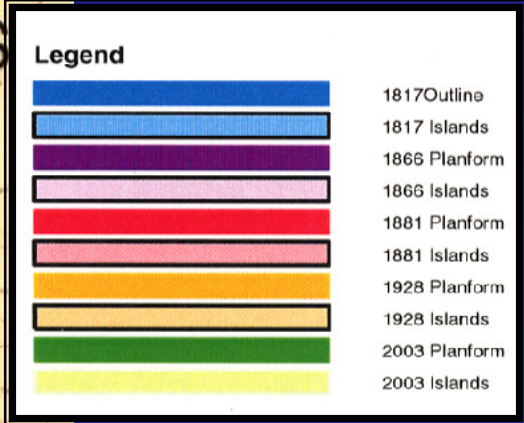 Legend
1817Outline
1817 Islands
1866 Planform
1866 Islands
1881 Planform
1881 Islands
1928 Planform
1928 Islands
2003 Planform
2003 Islands